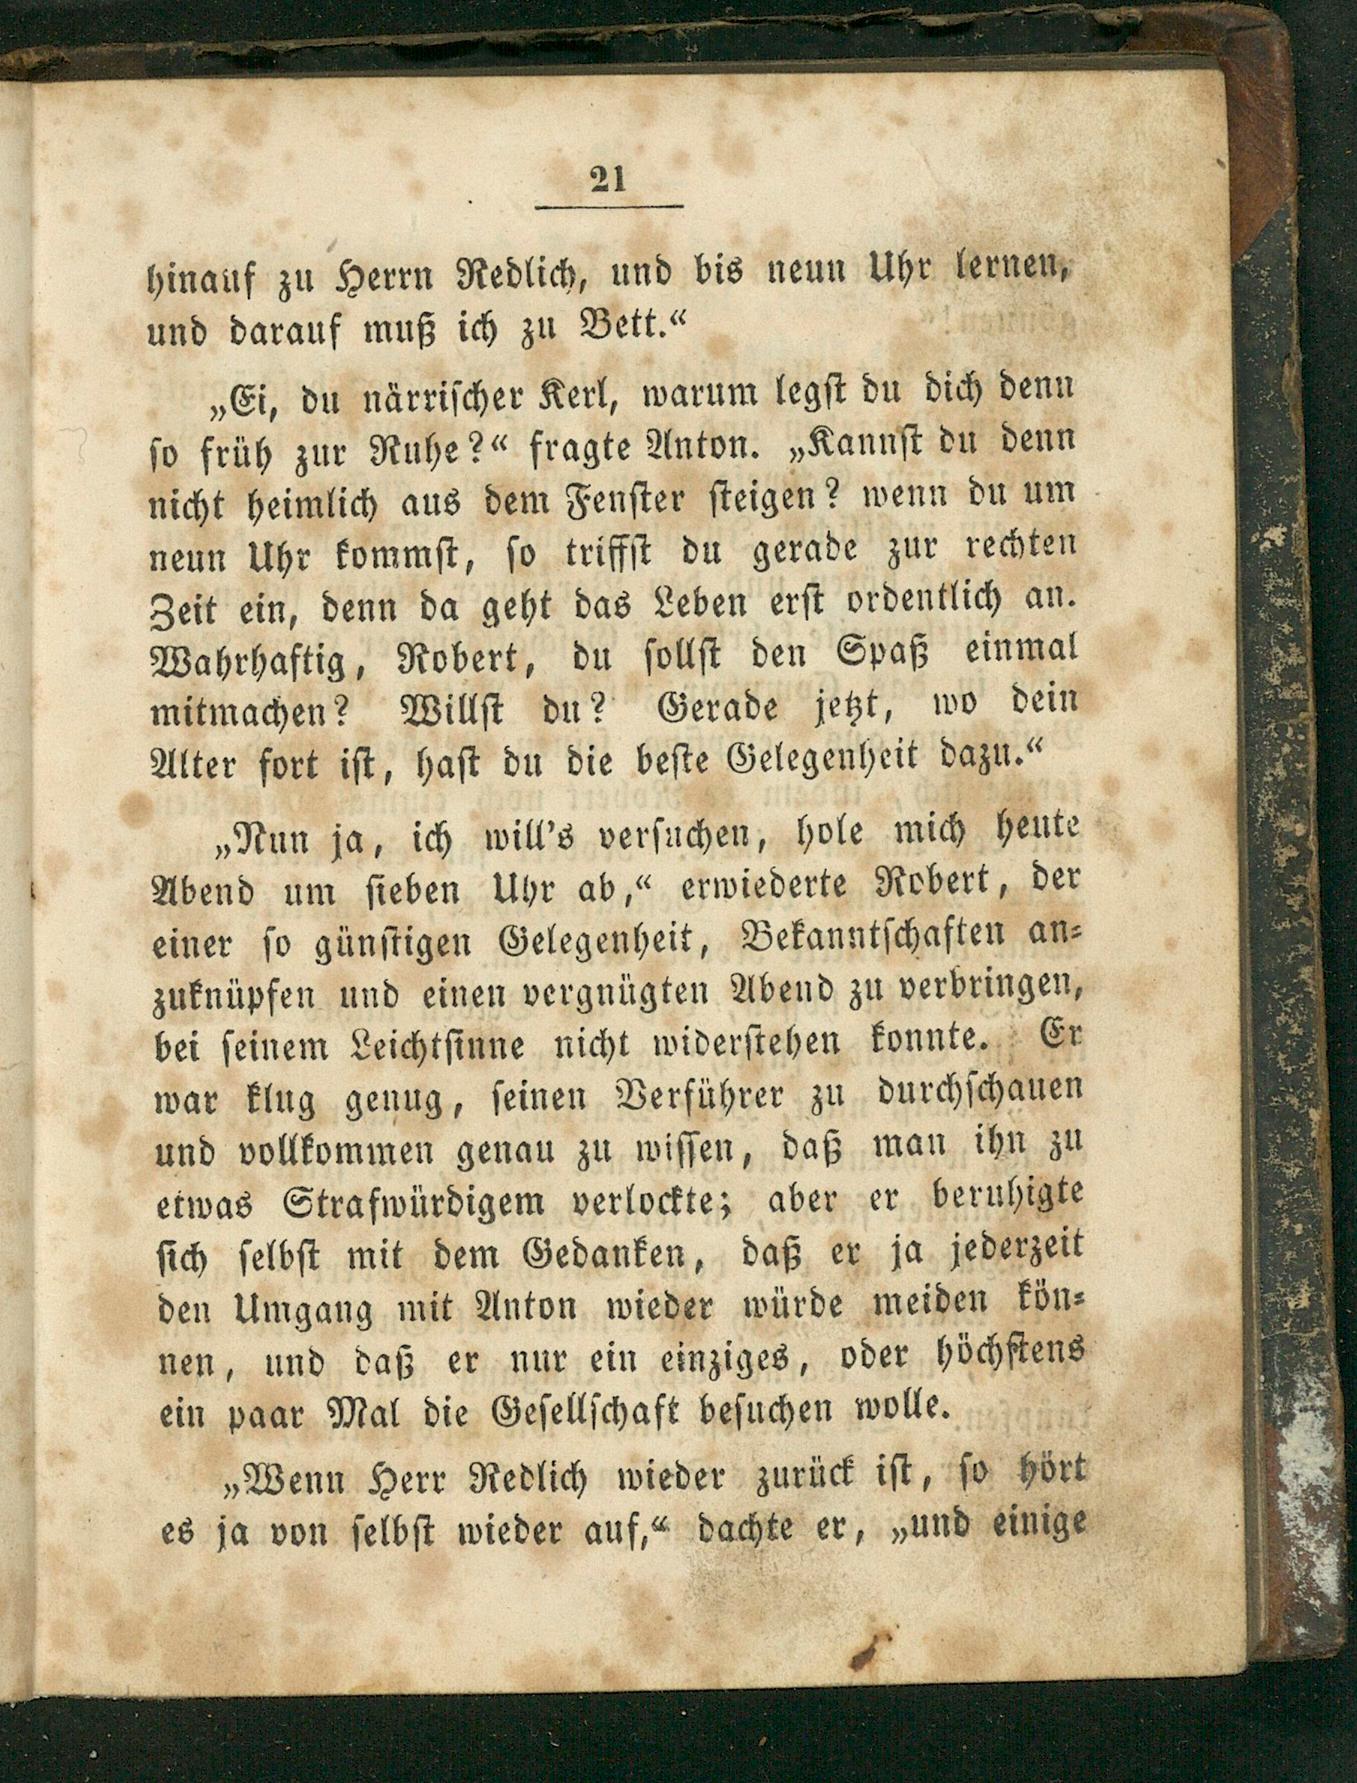 21
hinauf zu Herrn Redlich, und bis neun Uhr lernen,
und darauf muß ich zu Bett.“
„Ei, du närrischer Kerl, warum legst du dich denn
so früh zur Ruhe?“ fragte Anton. „Kannst du denn
nicht heimlich aus dem Fenster steigen? wenn du um
neun Uhr kommst, so triffst du gerade zur rechten
Zeit ein, denn da geht das Leben erst ordentlich an.
Wahrhaftig, Robert, du sollst den Spaß einmal
mitmachen? Willst du? Gerade jetzt, wo dein
Alter fort ist, hast du die beste Gelegenheit dazu.“
„Nun ja, ich will's versuchen, hole mich heute
Abend um sieben Uhr ab,“ erwiederte Robert, der
einer so günstigen Gelegenheit, Bekanntschaften an-
zuknüpfen und einen vergnügten Abend zu verbringen,
bei seinem Leichtsinne nicht widerstehen konnte. Er
war klug genug, seinen Verführer zu durchschauen
und vollkommen genau zu wissen, daß man ihn zu
etwas Strafwürdigem verlockte; aber er beruhigte
sich selbst mit dem Gedanken, daß er ja jederzeit
den Umgang mit Anton wieder würde meiden kön-
nen, und daß er nur ein einziges, oder höchstens
ein paar Mal die Gesellschaft besuchen wolle.
„Wenn Herr Redlich wieder zurück ist, so hört
es ja von selbst wieder auf,“ dachte er, „und einige